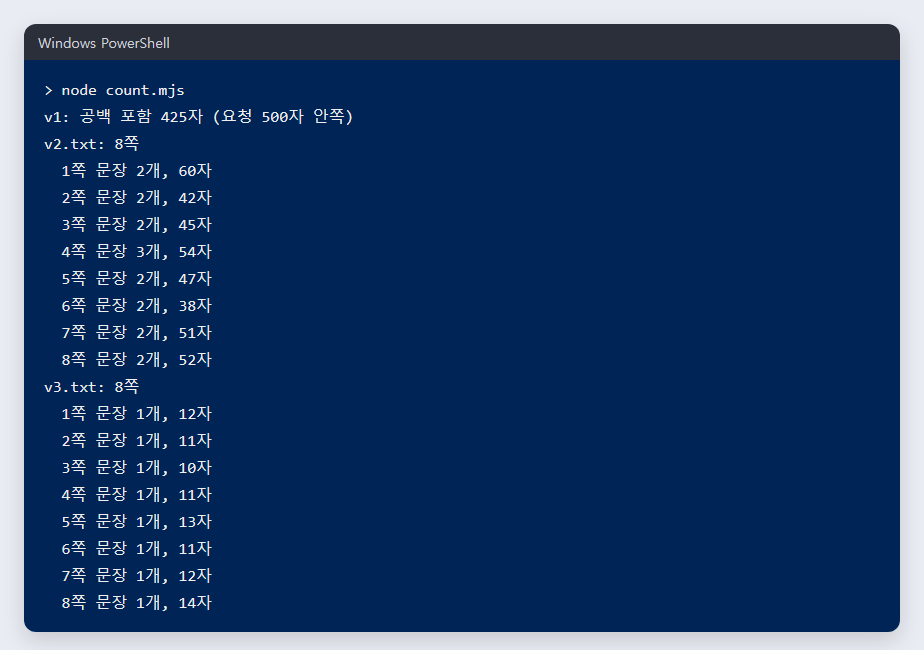 Windows PowerShell
> node count.mjs
v1: 공백 포함 425자 (요청 500자 안쪽)
v2.txt: 8쪽
1쪽 문장 2개, 60자
2쪽 문장 2개, 42자
3쪽 문장 2개, 45자
4쪽 문장 3개, 54자
5쪽 문장 2개, 47자
6쪽 문장 2개, 38자
7쪽 문장 2개, 51자
8쪽 문장 2개, 52자
v3.txt: 8쪽
1쪽 문장 1개, 12자
2쪽 문장 1개, 11자
3쪽 문장 1개, 10자
4쪽 문장 1개, 11자
5쪽 문장 1개, 13자
6쪽 문장 1개, 11자
7쪽 문장 1개, 12자
8쪽 문장 1개, 14자